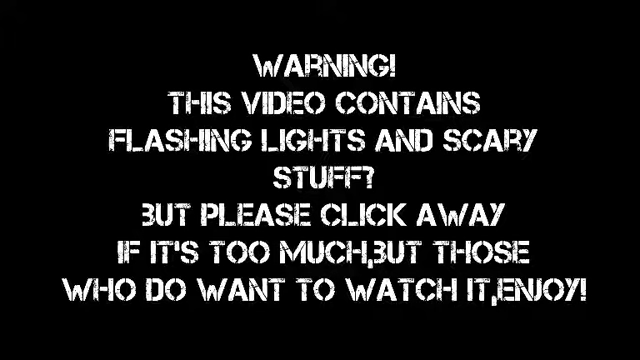 WARNING!
THIS VIDEO CONTAINS
FLASHING LIGHTS AND SCARY
STUFF?
BUT PLEASE CLICK AWAY
IF IT'S TOO MUCH,BUT THOSE
WHO DO WANT TO WATCH IT,ENJOY!